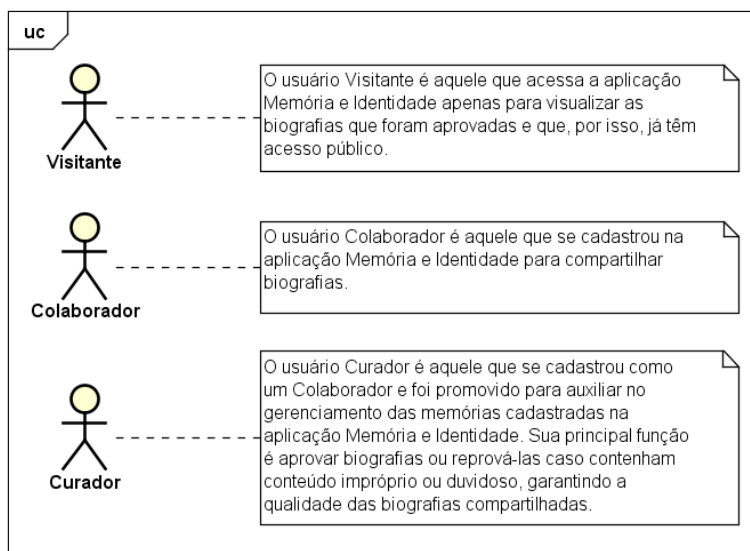 uc
O usuário Visitante é aquele que acessa a aplicação
Memória e Identidade apenas para visualizar as
biografias que foram aprovadas e que, por isso, já têm
acesso público.
Visitante
O usuário Colaborador é aquele que se cadastrou na
aplicação Memória e Identidade para compartilhar
biografias.
Colaborador
O usuário Curador é aquele que se cadastrou como
um Colaborador e foi promovido para auxiliar no
gerenciamento das memórias cadastradas na
aplicação Memória e Identidade. Sua principal função
é aprovar biografias ou reprová-las caso contenham
conteúdo impróprio ou duvidoso, garantindo a
qualidade das biografias compartilhadas.
Curador